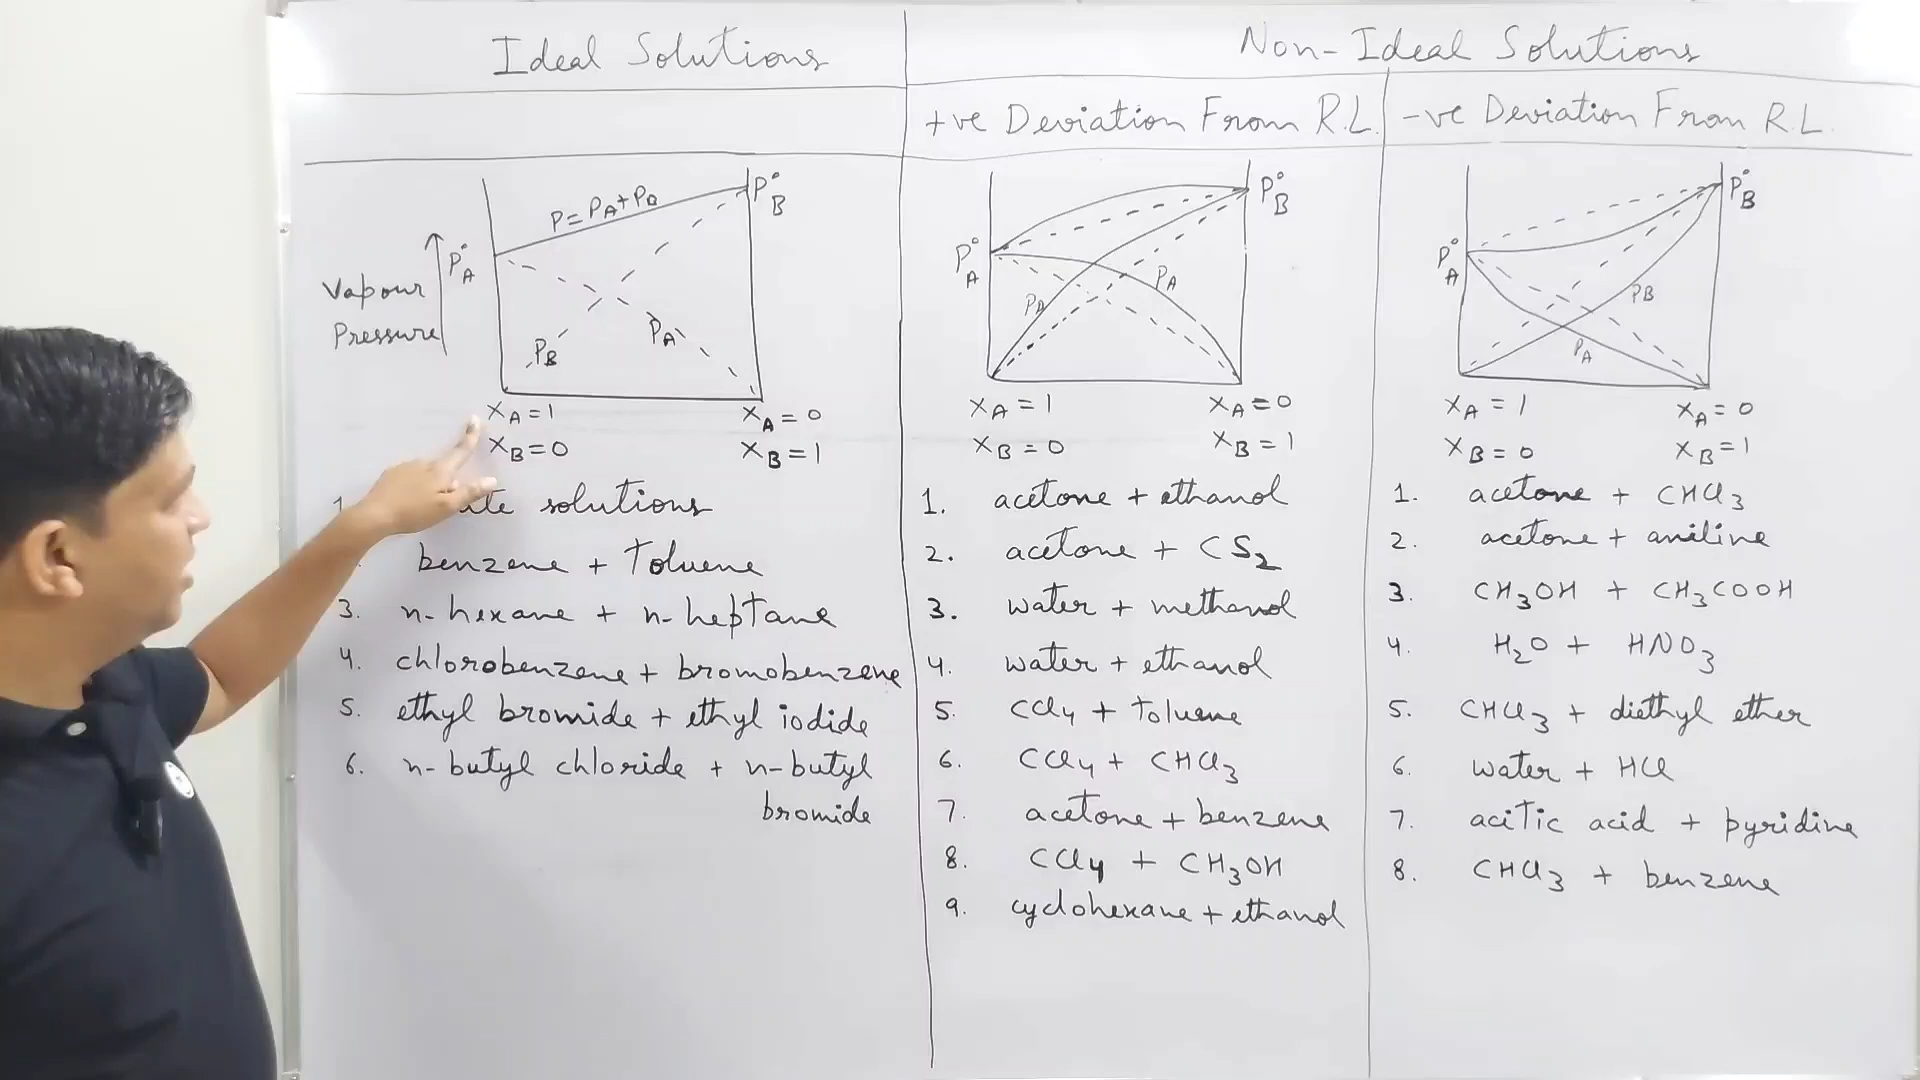 Ideal Solutions
Non-Ideal Solutions
+ve Deviation From R.L.
-ve Deviation From R.L.
Vapour
Pressure
P°A
P=PA+PB
P°B
PB
PA
XA=1
XB=0
XA=0
XB=1
solutions
benzene + Toluene
3. n-hexane + n-heptane
4. chlorobenzene + bromobenzene
5. ethyl bromide + ethyl iodide
6. n-butyl chloride + n-butyl
bromide
P°A
P°B
PB
PA
XA=1
XB=0
XA=0
XB=1
1. acetone + ethanol
2. acetone + CS2
3. water + methanol
4. water + ethanol
5. CCl4 + Toluene
6. CCl4 + CHCl3
7. acetone + benzene
8. CCl4 + CH3OH
9. cyclohexane + ethanol
P°A
P°B
PB
PA
XA=1
XB=0
XA=0
XB=1
1. acetone + CHCl3
2. acetone + aniline
3. CH3OH + CH3COOH
4. H2O + HNO3
5. CHCl3 + diethyl ether
6. water + HCl
7. acitic acid + pyridine
8. CHCl3 + benzene